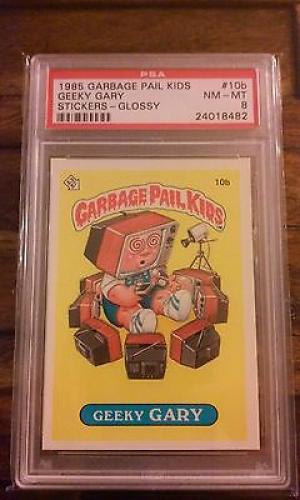 PSA
1985 GARBAGE PAIL KIDS #10b
GEEKY GARY NM - MT
STICKERS - GLOSSY 8
24018482
10b
GARBAGE PAIL KIDS
GEEKY GARY